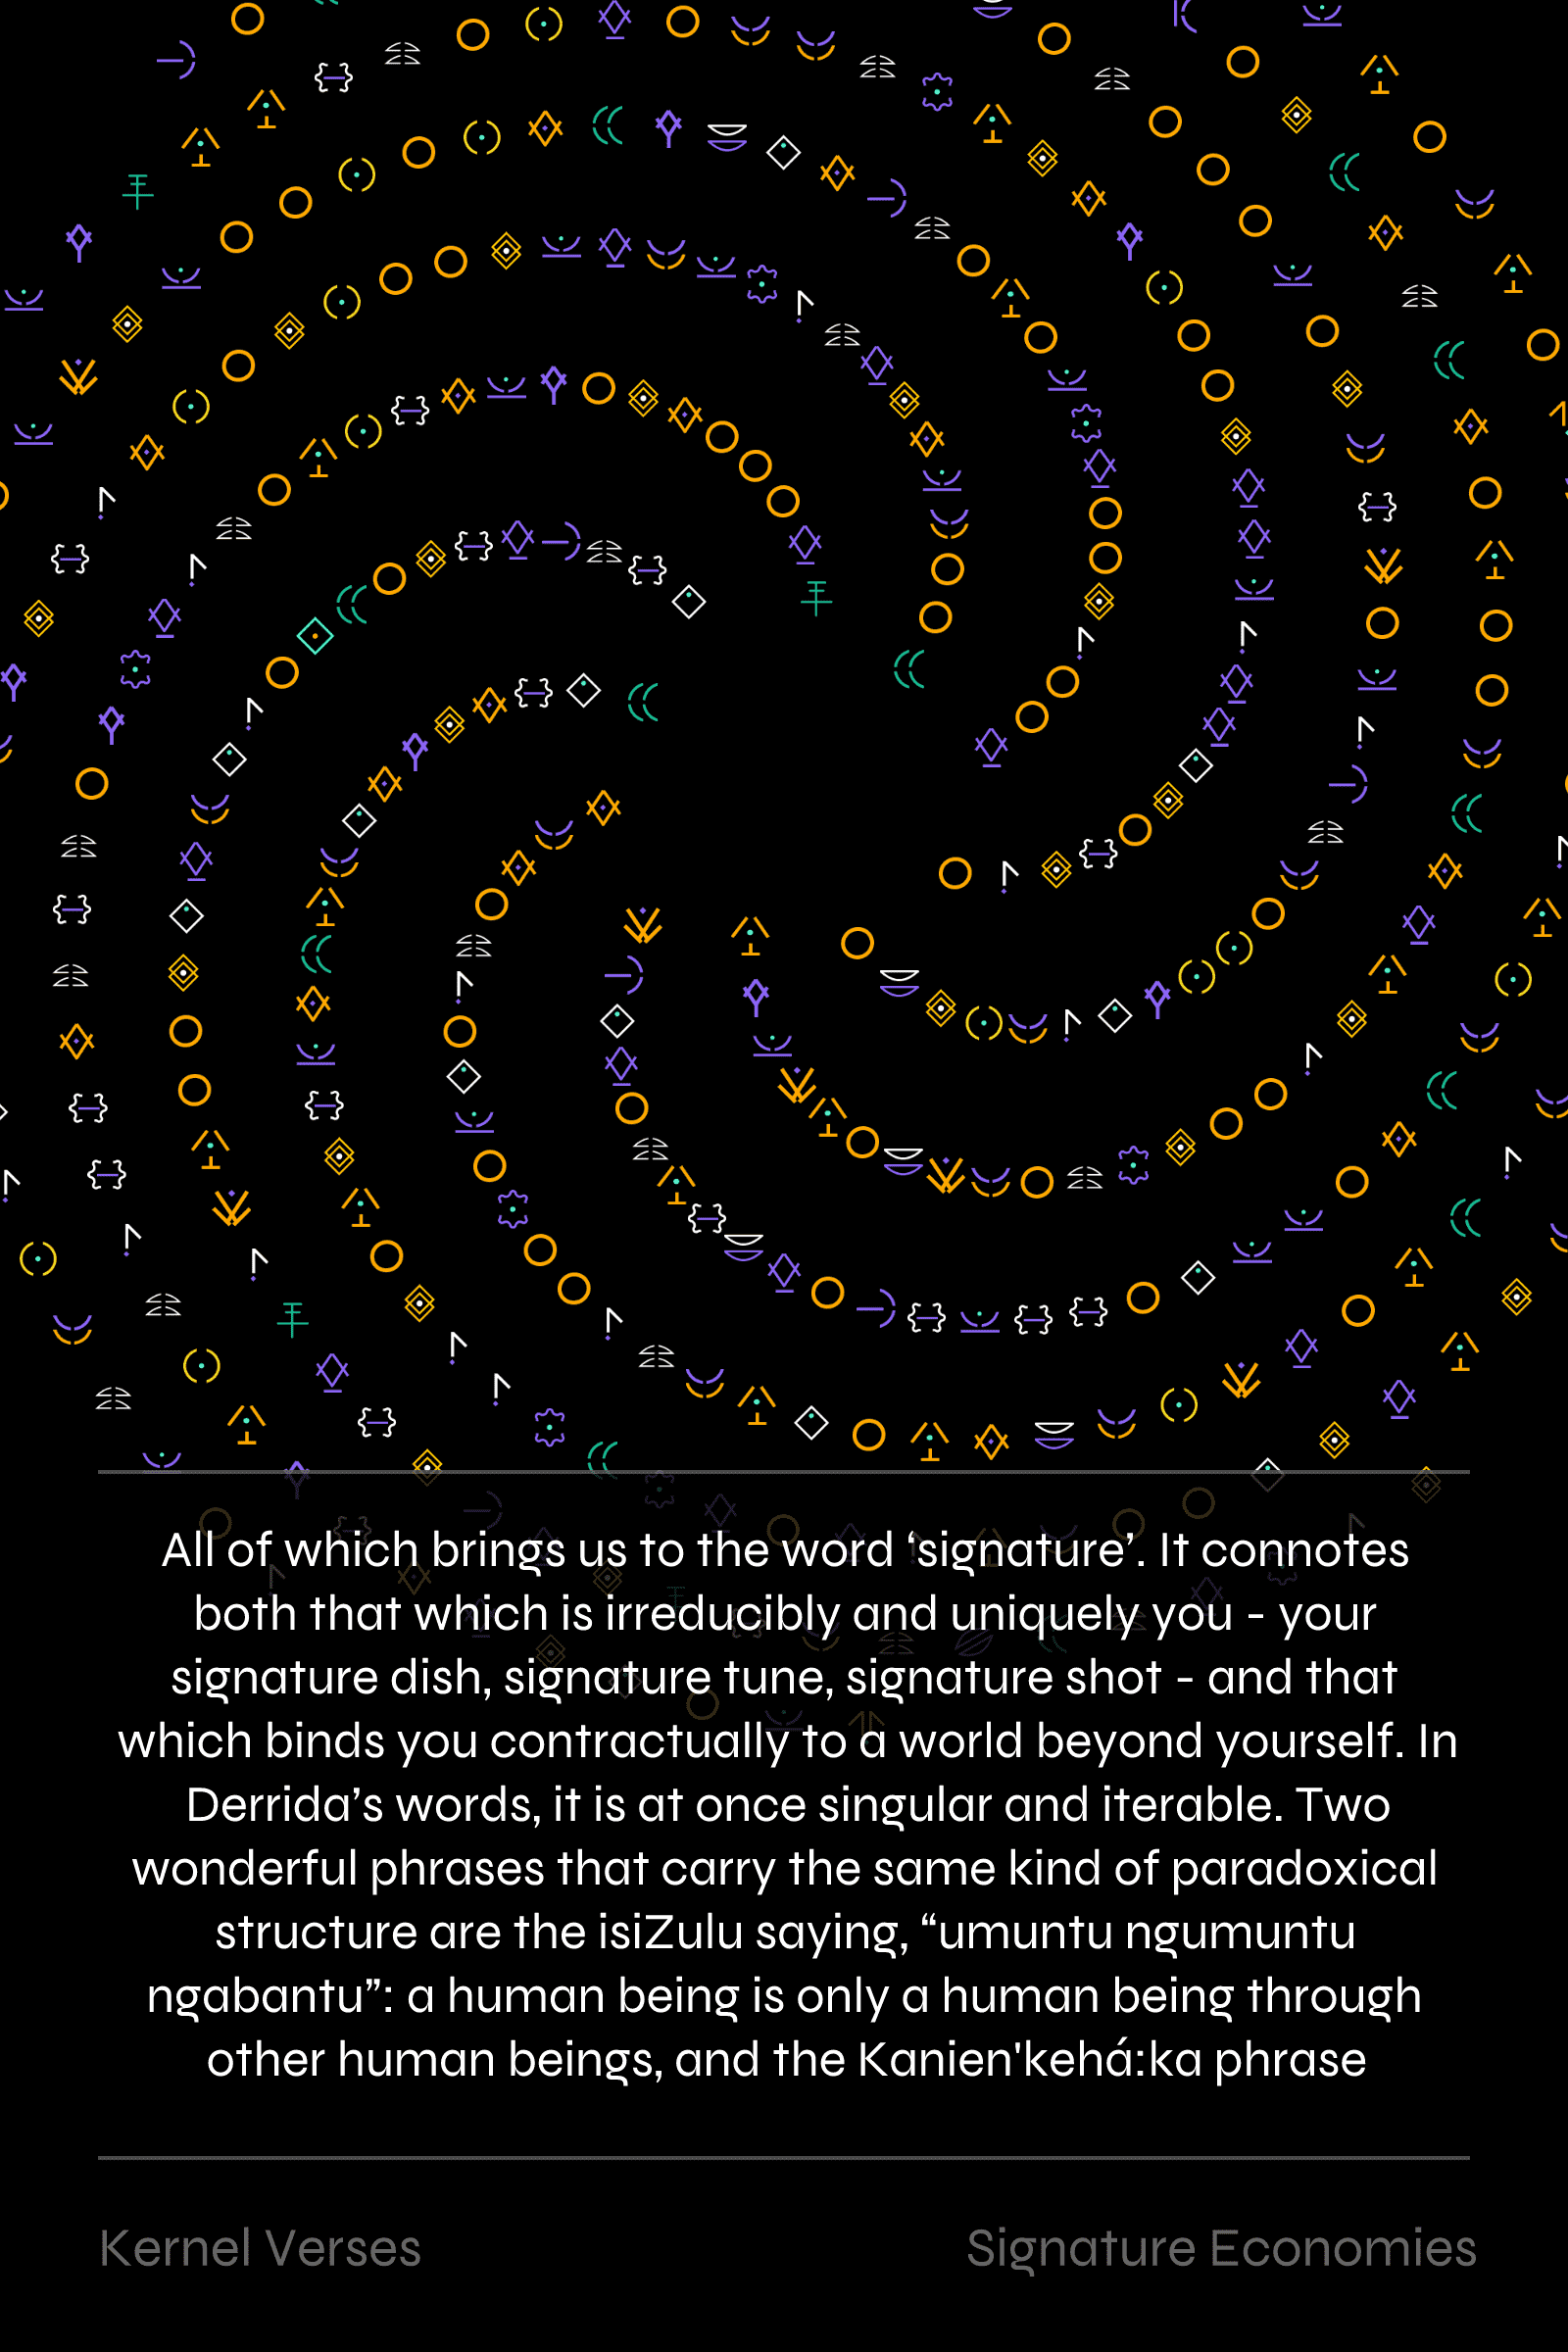 All of which brings us to the word ‘signature’. It connotes
both that which is irreducibly and uniquely you - your
signature dish, signature tune, signature shot - and that
which binds you contractually to a world beyond yourself. In
Derrida’s words, it is at once singular and iterable. Two
wonderful phrases that carry the same kind of paradoxical
structure are the isiZulu saying, “umuntu ngumuntu
ngabantu”: a human being is only a human being through
other human beings, and the Kanien'kehá:ka phrase
Kernel Verses
Signature Economies